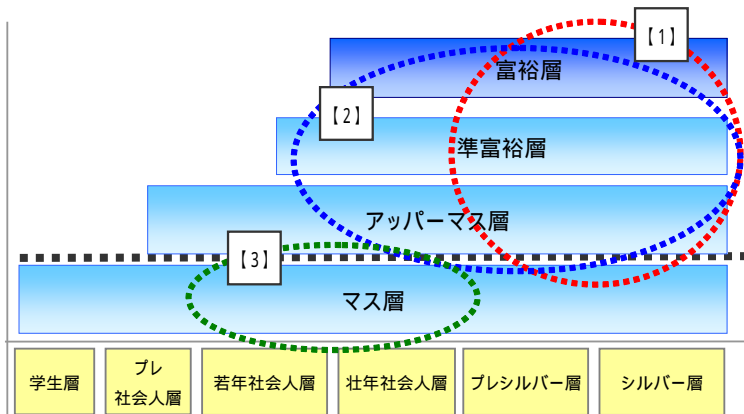 【1】
富裕層
【2】
準富裕層
アッパーマス層
【3】
マス層
学生層
プレ
社会人層
若年社会人層
壮年社会人層
プレシルバー層
シルバー層